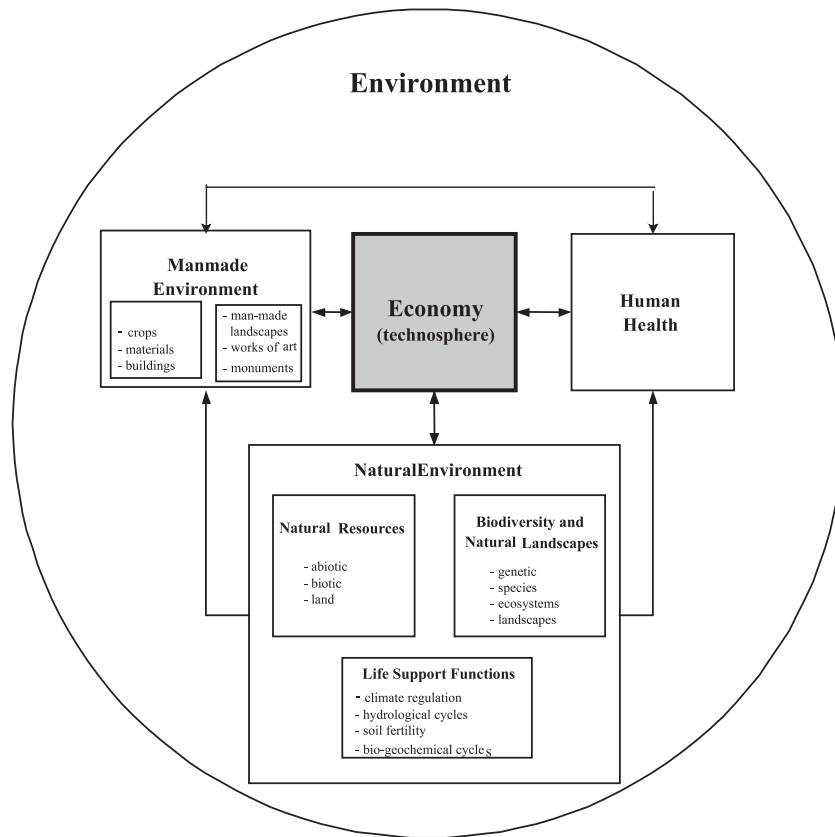 Environment
Manmade
Environment
- crops
- materials
- buildings
- man-made
landscapes
- works of art
- monuments
Economy
(technosphere)
Human
Health
NaturalEnvironment
Natural Resources
- abiotic
- biotic
- land
Biodiversity and
Natural Landscapes
- genetic
- species
- ecosystems
- landscapes
Life Support Functions
- climate regulation
- hydrological cycles
- soil fertility
- bio-geochemical cycles